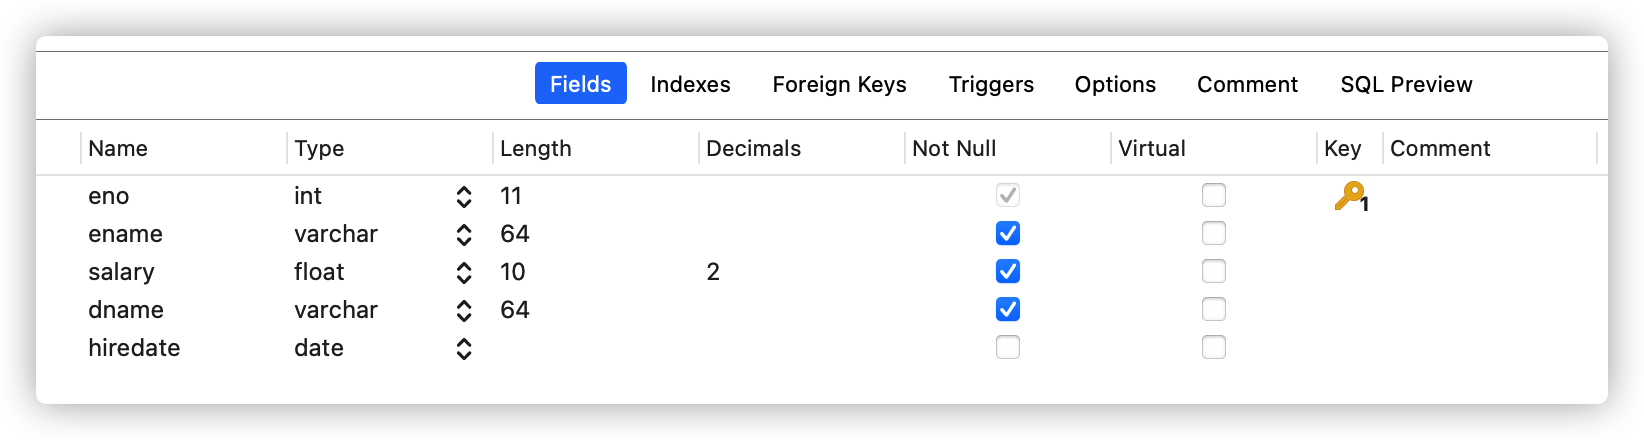 Fields Indexes Foreign Keys Triggers Options Comment SQL Preview
Name Type Length Decimals Not Null Virtual Key Comment
eno int 11 1
ename varchar 64
salary float 10 2
dname varchar 64
hiredate date